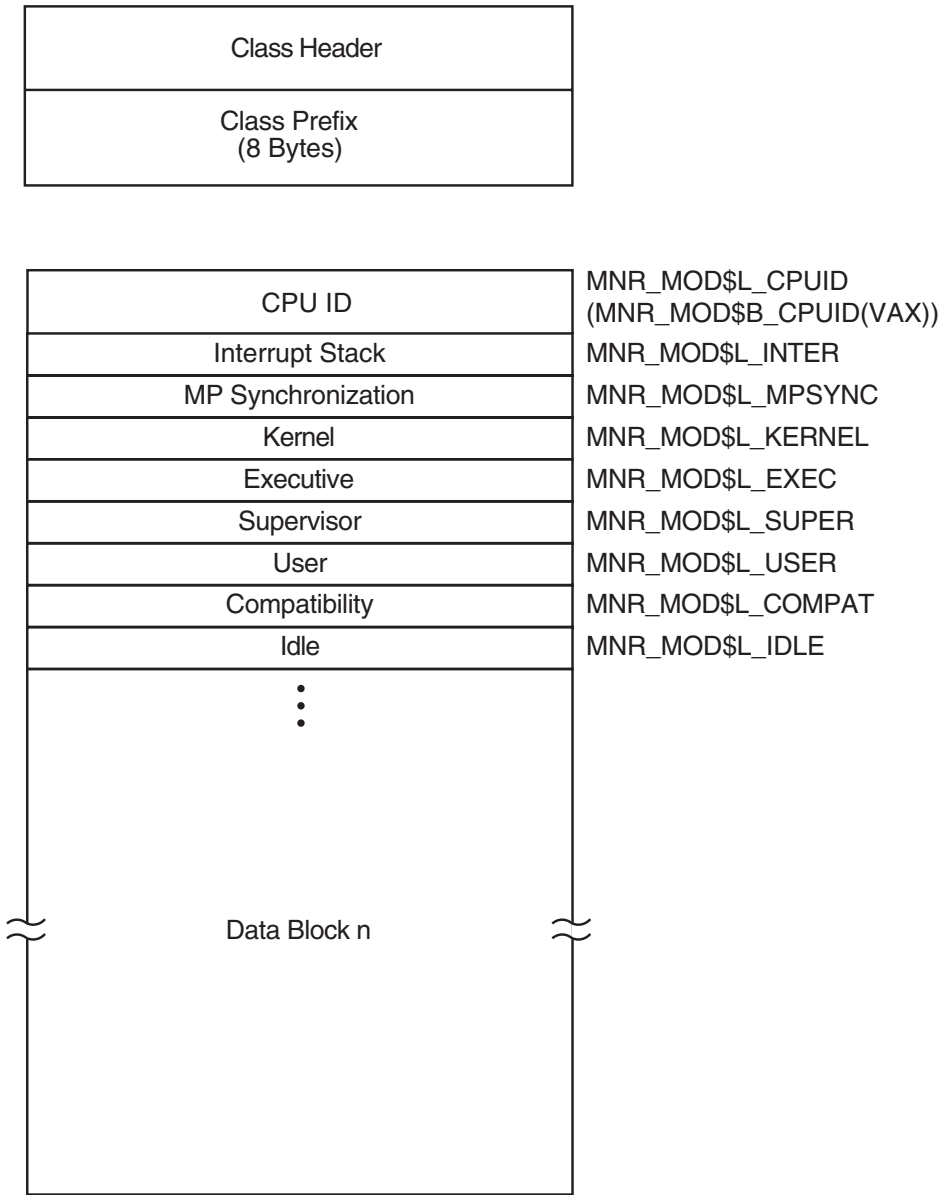 Class Header
Class Prefix
(8 Bytes)
CPU ID
MNR_MOD$L_CPUID
(MNR_MOD$B_CPUID(VAX))
Interrupt Stack MNR_MOD$L_INTER
MP Synchronization MNR_MOD$L_MPSYNC
Kernel MNR_MOD$L_KERNEL
Executive MNR_MOD$L_EXEC
Supervisor MNR_MOD$L_SUPER
User MNR_MOD$L_USER
Compatibility MNR_MOD$L_COMPAT
Idle MNR_MOD$L_IDLE
Data Block n